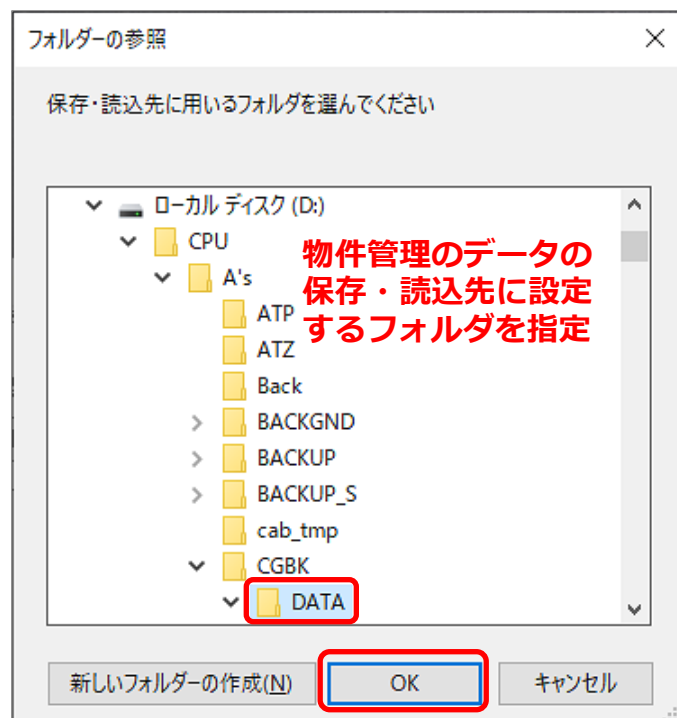 フォルダーの参照
保存・読込先に用いるフォルダを選んでください
ローカル ディスク (D:)
CPU
A's
物件管理のデータの
保存・読込先に設定
するフォルダを指定
ATP
ATZ
Back
BACKGND
BACKUP
BACKUP_S
cab_tmp
CGBK
DATA
新しいフォルダーの作成(N) OK キャンセル